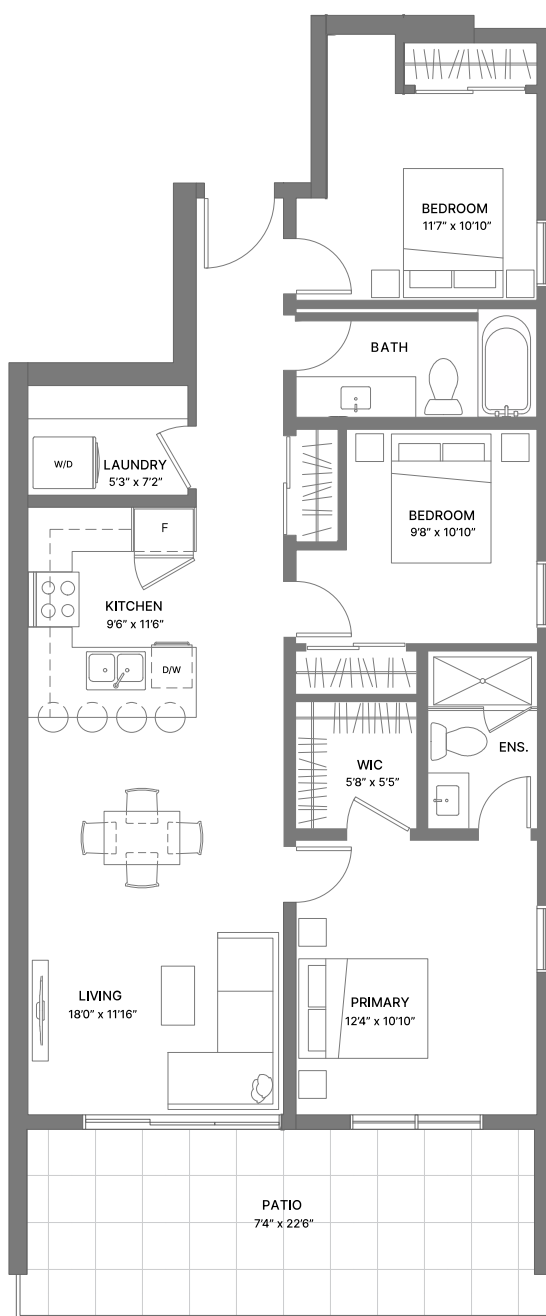 BEDROOM
11'7" x 10'10"
BATH
W/D
LAUNDRY
5'3" x 7'2"
BEDROOM
9'8" x 10'10"
F
KITCHEN
9'6" x 11'6"
D/W
WIC
5'8" x 5'5"
ENS.
LIVING
18'0" x 11'16"
PRIMARY
12'4" x 10'10"
PATIO
7'4" x 22'6"